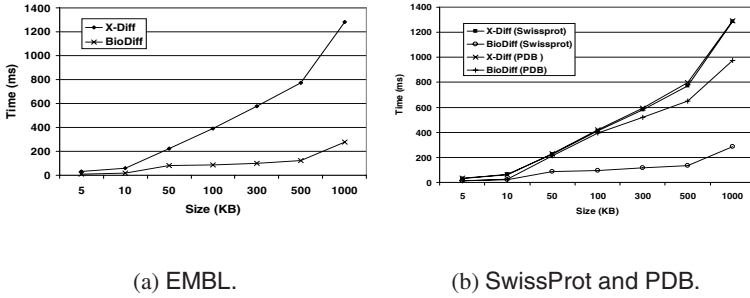 1400
1200
1000
800
600
400
200
0
Time (ms)
X-Diff
BioDiff
5 10 50 100 300 500 1000
Size (KB)
(a) EMBL.
1400
1200
1000
800
600
400
200
0
Time (ms)
X-Diff (Swissprot)
BioDiff (Swissprot)
X-Diff (PDB )
BioDiff (PDB)
5 10 50 100 300 500 1000
Size (KB)
(b) SwissProt and PDB.